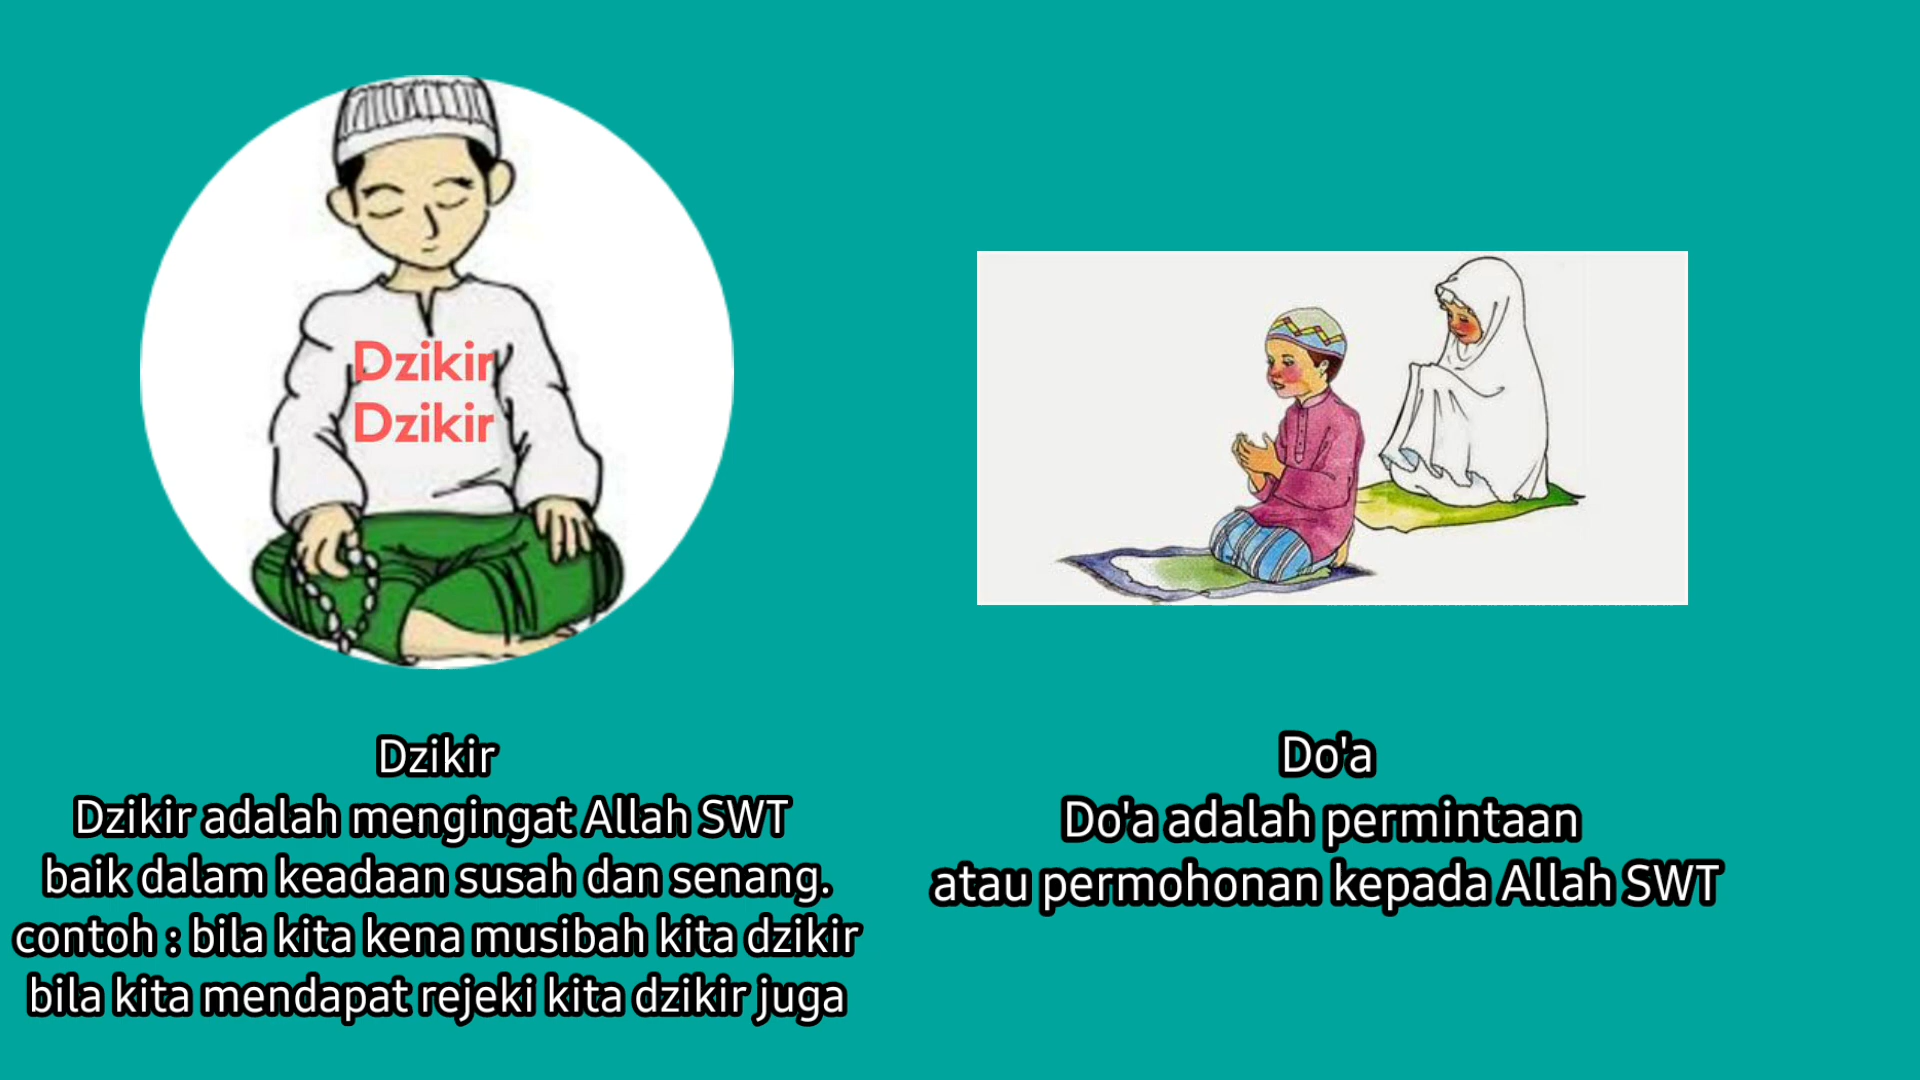 Dzikir
Dzikir
Dzikir
Dzikir adalah mengingat Allah SWT
baik dalam keadaan susah dan senang.
contoh : bila kita kena musibah kita dzikir
bila kita mendapat rejeki kita dzikir juga
Do'a
Do'a adalah permintaan
atau permohonan kepada Allah SWT